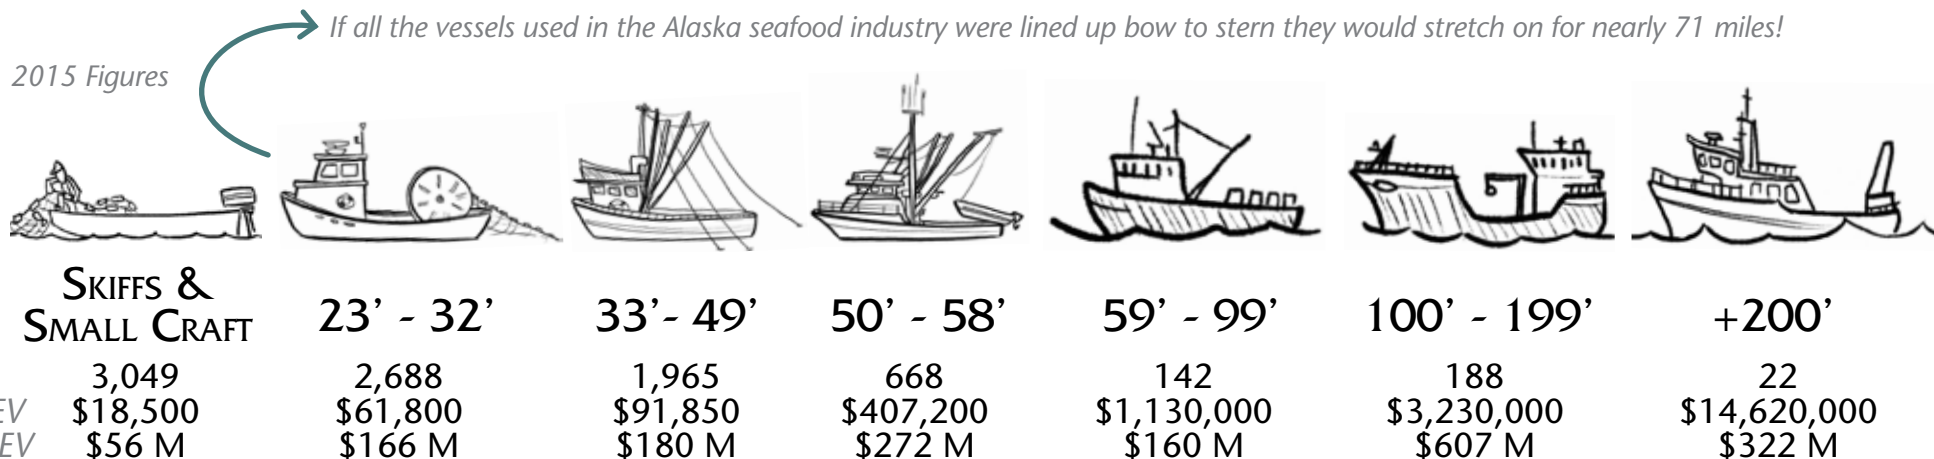 If all the vessels used in the Alaska seafood industry were lined up bow to stern they would stretch on for nearly 71 miles!
2015 Figures
Skiffs & Small Craft
23’ - 32’
33’- 49’
50’ - 58’
59’ - 99’
100’ - 199’
+200’
3,049 2,688 1,965 668 142 188 22
EV $18,500 $61,800 $91,850 $407,200 $1,130,000 $3,230,000 $14,620,000
EV $56 M $166 M $180 M $272 M $160 M $607 M $322 M